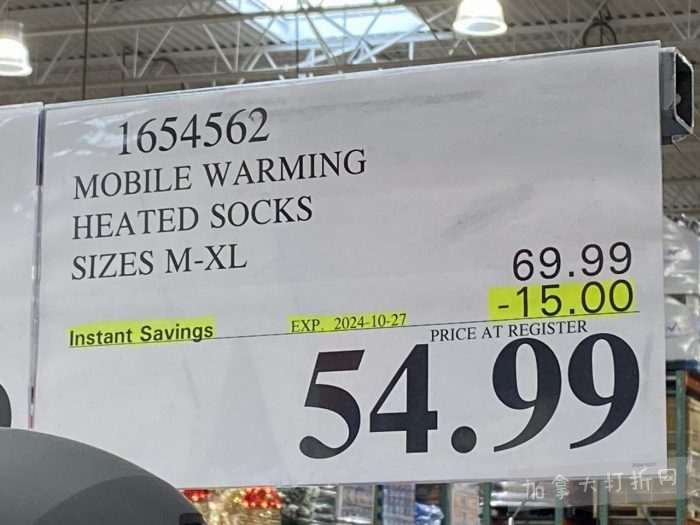 1654562
MOBILE WARMING
HEATED SOCKS
SIZES M-XL
69.99
-15.00
Instant Savings EXP. 2024-10-27
PRICE AT REGISTER
54.99
加拿大打折网